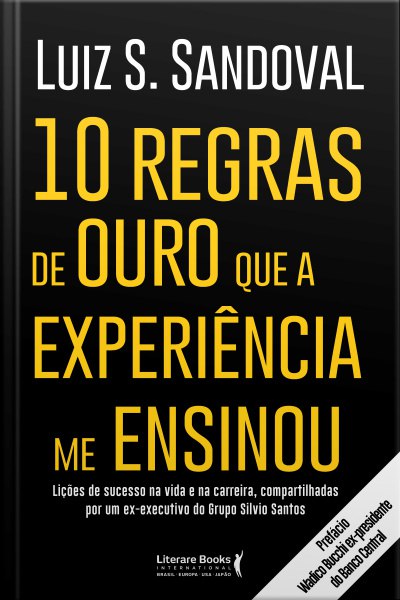 LUIZ S. SANDOVAL
10 REGRAS
DE OURO QUE A
EXPERIÊNCIA
ME ENSINOU
Lições de sucesso na vida e na carreira, compartilhadas
por um ex-executivo do Grupo Silvio Santos
Prefácio
Wadico Bucchi ex-presidente
do Banco Central
Literare Books
INTERNATIONAL
BRASIL · EUROPA · USA · JAPÃO